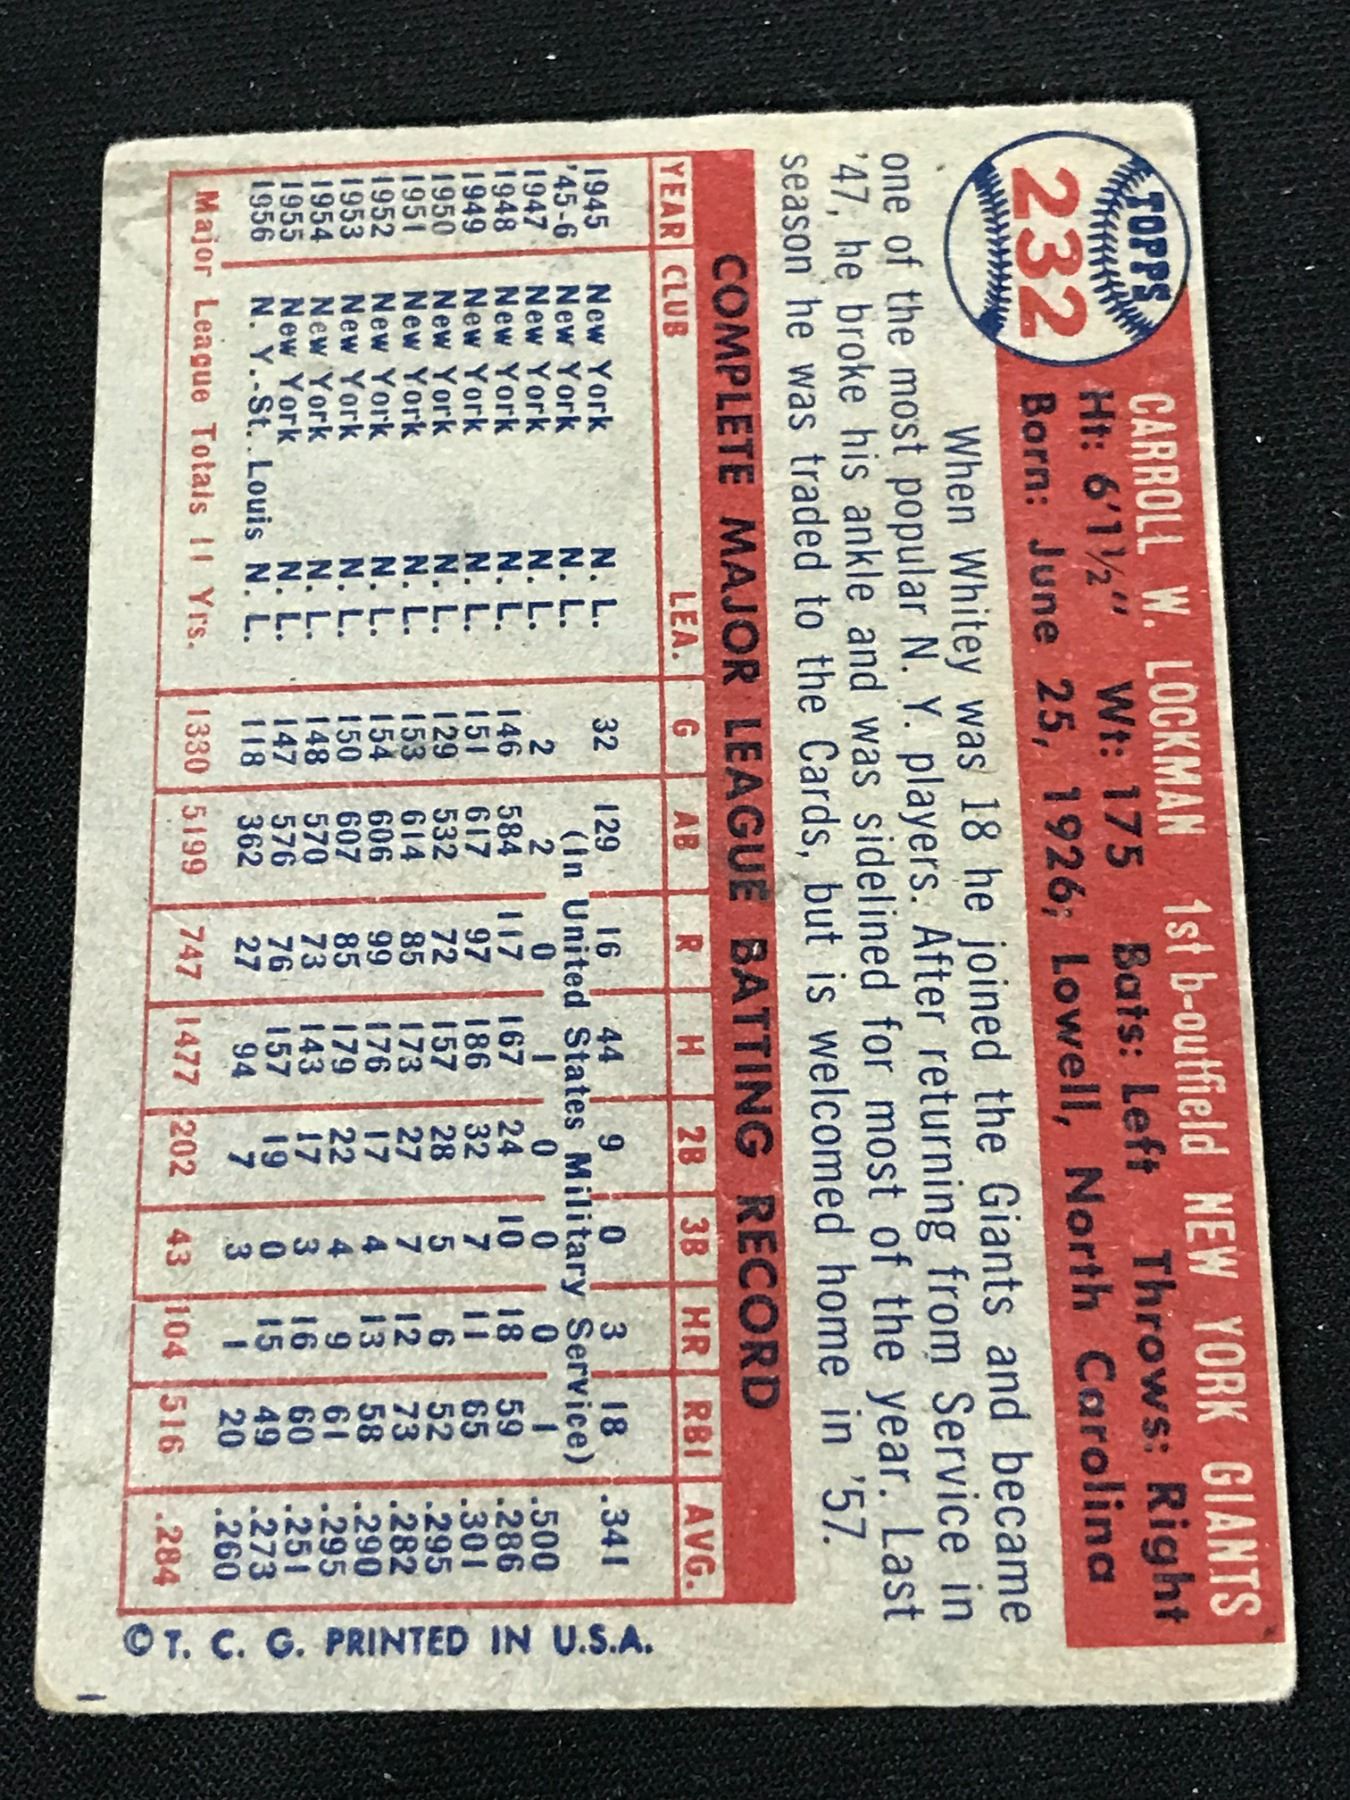 TOPPS
232
CARROLL W. LOCKMAN 1st b-outfield NEW YORK GIANTS
Ht: 6'1½" Wt: 175 Bats: Left Throws: Right
Born: June 25, 1926; Lowell, North Carolina
When Whitey was 18 he joined the Giants and became
one of the most popular N. Y. players. After returning from Service in
'47, he broke his ankle and was sidelined for most of the year. Last
season he was traded to the Cards, but is welcomed home in '57.
COMPLETE MAJOR LEAGUE BATTING RECORD
YEAR CLUB LEA. G AB R H 2B 3B HR RBI AVG.
1945 New York N. L. 32 129 16 44 9 0 3 18 .341
'45-6 New York N. L. (In United States Military Service)
1947 New York N. L. 2 2 0 1 0 0 0 1 .500
1948 New York N. L. 146 584 117 167 24 10 18 59 .286
1949 New York N. L. 151 617 97 186 32 7 11 65 .301
1950 New York N. L. 129 532 72 157 28 5 6 52 .295
1951 New York N. L. 153 614 85 173 27 7 12 73 .282
1952 New York N. L. 154 606 99 176 17 4 13 58 .290
1953 New York N. L. 150 607 85 179 22 4 9 61 .295
1954 New York N. L. 148 570 73 143 17 3 16 60 .251
1955 New York N. L. 147 576 76 157 19 0 15 49 .273
1956 N. Y.-St. Louis N. L. 118 362 27 94 7 3 1 20 .260
Major League Totals 11 Yrs. 1330 5199 747 1477 202 43 104 516 .284
© T. C. G. PRINTED IN U.S.A.